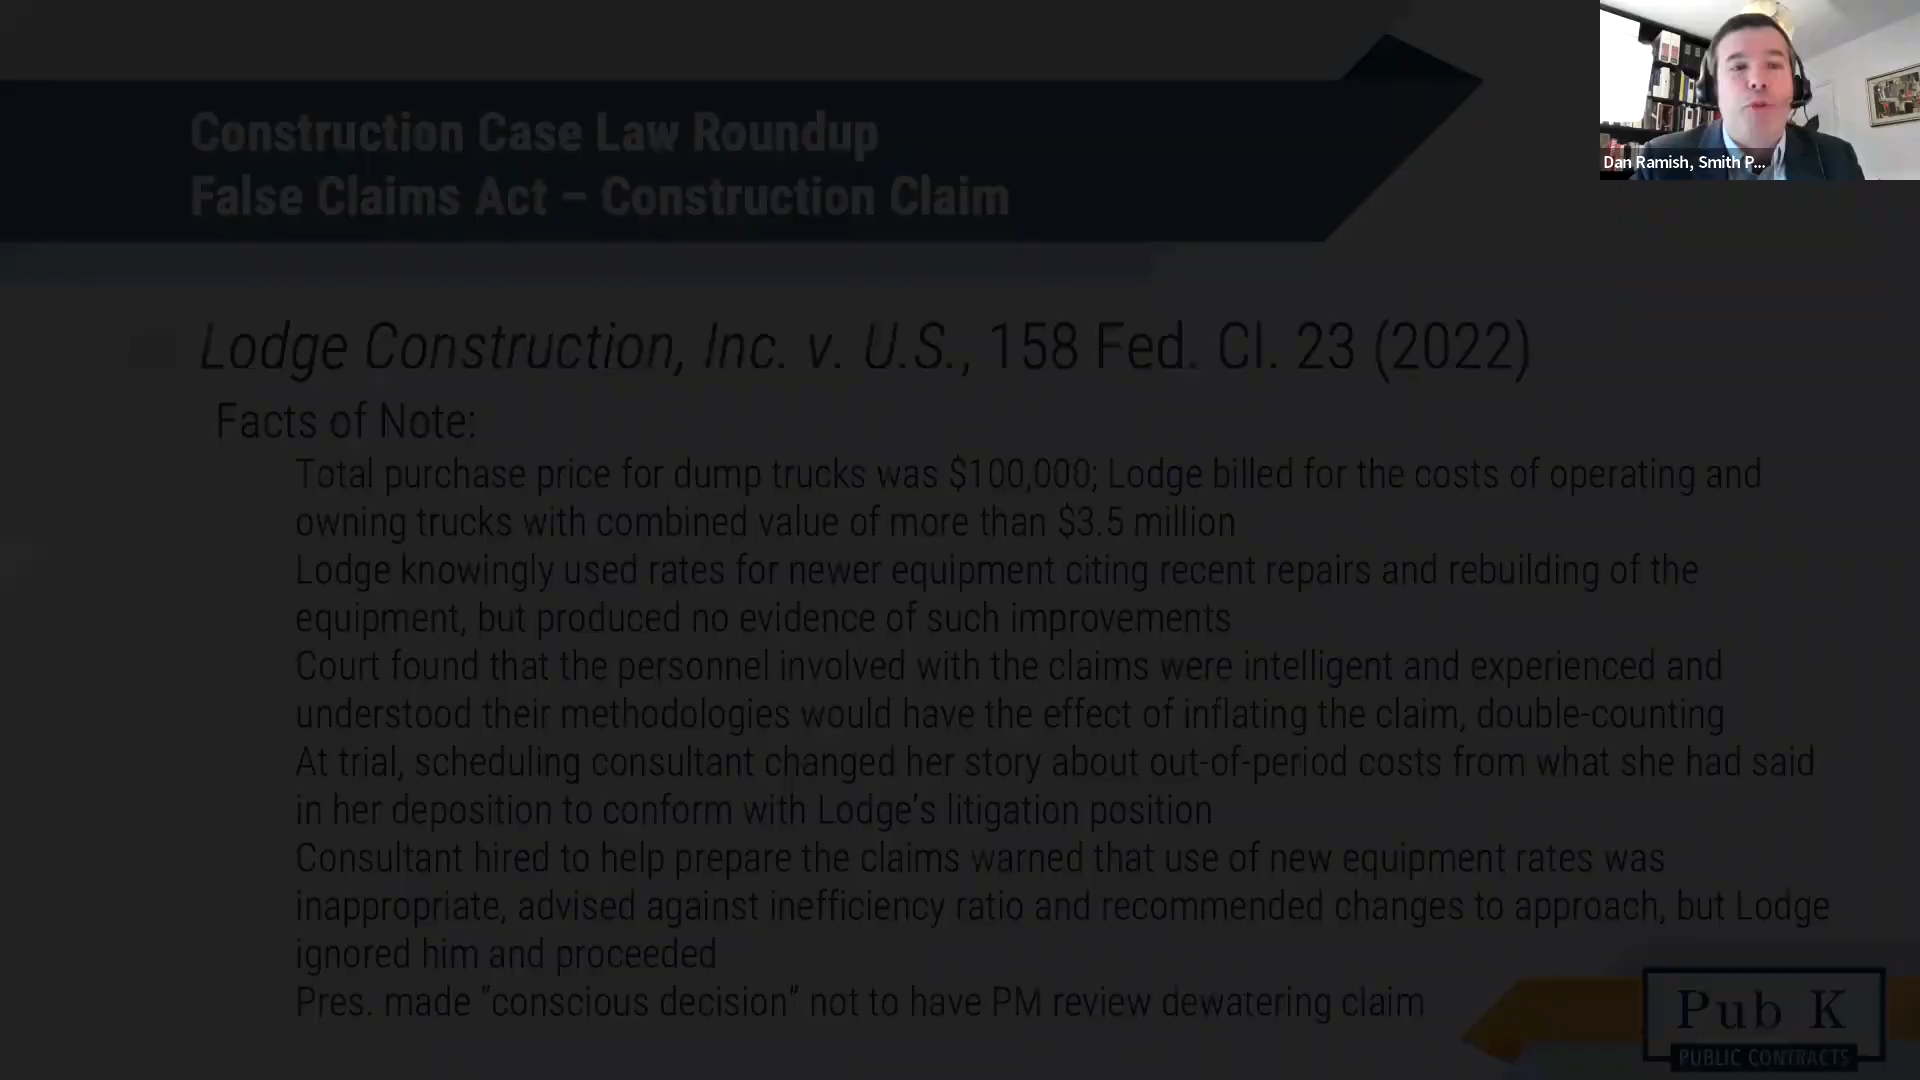 Construction Case Law Roundup
False Claims Act – Construction Claim
Dan Ramish, Smith P...
Lodge Construction, Inc. v. U.S., 158 Fed. Cl. 23 (2022)
Facts of Note:
Total purchase price for dump trucks was $100,000; Lodge billed for the costs of operating and
owning trucks with combined value of more than $3.5 million
Lodge knowingly used rates for newer equipment citing recent repairs and rebuilding of the
equipment, but produced no evidence of such improvements
Court found that the personnel involved with the claims were intelligent and experienced and
understood their methodologies would have the effect of inflating the claim, double-counting
At trial, scheduling consultant changed her story about out-of-period costs from what she had said
in her deposition to conform with Lodge's litigation position
Consultant hired to help prepare the claims warned that use of new equipment rates was
inappropriate, advised against inefficiency ratio and recommended changes to approach, but Lodge
ignored him and proceeded
Pres. made "conscious decision" not to have PM review dewatering claim
Pub K
PUBLIC CONTRACTS